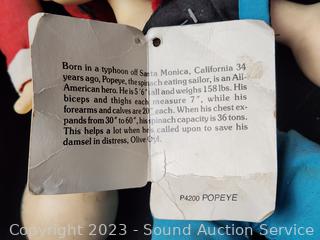 Born in a typhoon off Santa Monica, California 34
years ago, Popeye, the spinach eating sailor, is an All-
American hero. He is 5'6" tall and weighs 158 lbs. His
biceps and thighs each measure 7", while his
forearms and calves are 20" each. When his chest ex-
pands from 30" to 60", his spinach capacity is 36 tons.
This helps a lot when he's called upon to save his
damsel in distress, Olive Oyl.
P4200 POPEYE
Copyright 2023 - Sound Auction Service